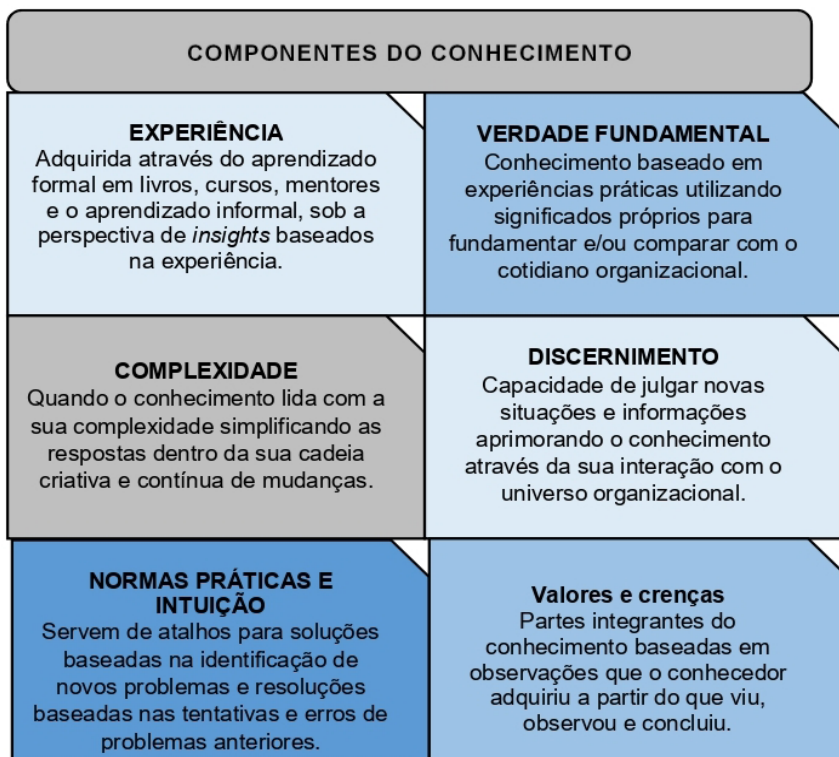 COMPONENTES DO CONHECIMENTO
EXPERIÊNCIA
Adquirida através do aprendizado
formal em livros, cursos, mentores
e o aprendizado informal, sob a
perspectiva de insights baseados
na experiência.
VERDADE FUNDAMENTAL
Conhecimento baseado em
experiências práticas utilizando
significados próprios para
fundamentar e/ou comparar com o
cotidiano organizacional.
COMPLEXIDADE
Quando o conhecimento lida com a
sua complexidade simplificando as
respostas dentro da sua cadeia
criativa e contínua de mudanças.
DISCERNIMENTO
Capacidade de julgar novas
situações e informações
aprimorando o conhecimento
através da sua interação com o
universo organizacional.
NORMAS PRÁTICAS E
INTUIÇÃO
Servem de atalhos para soluções
baseadas na identificação de
novos problemas e resoluções
baseadas nas tentativas e erros de
problemas anteriores.
Valores e crenças
Partes integrantes do
conhecimento baseadas em
observações que o conhecedor
adquiriu a partir do que viu,
observou e concluiu.